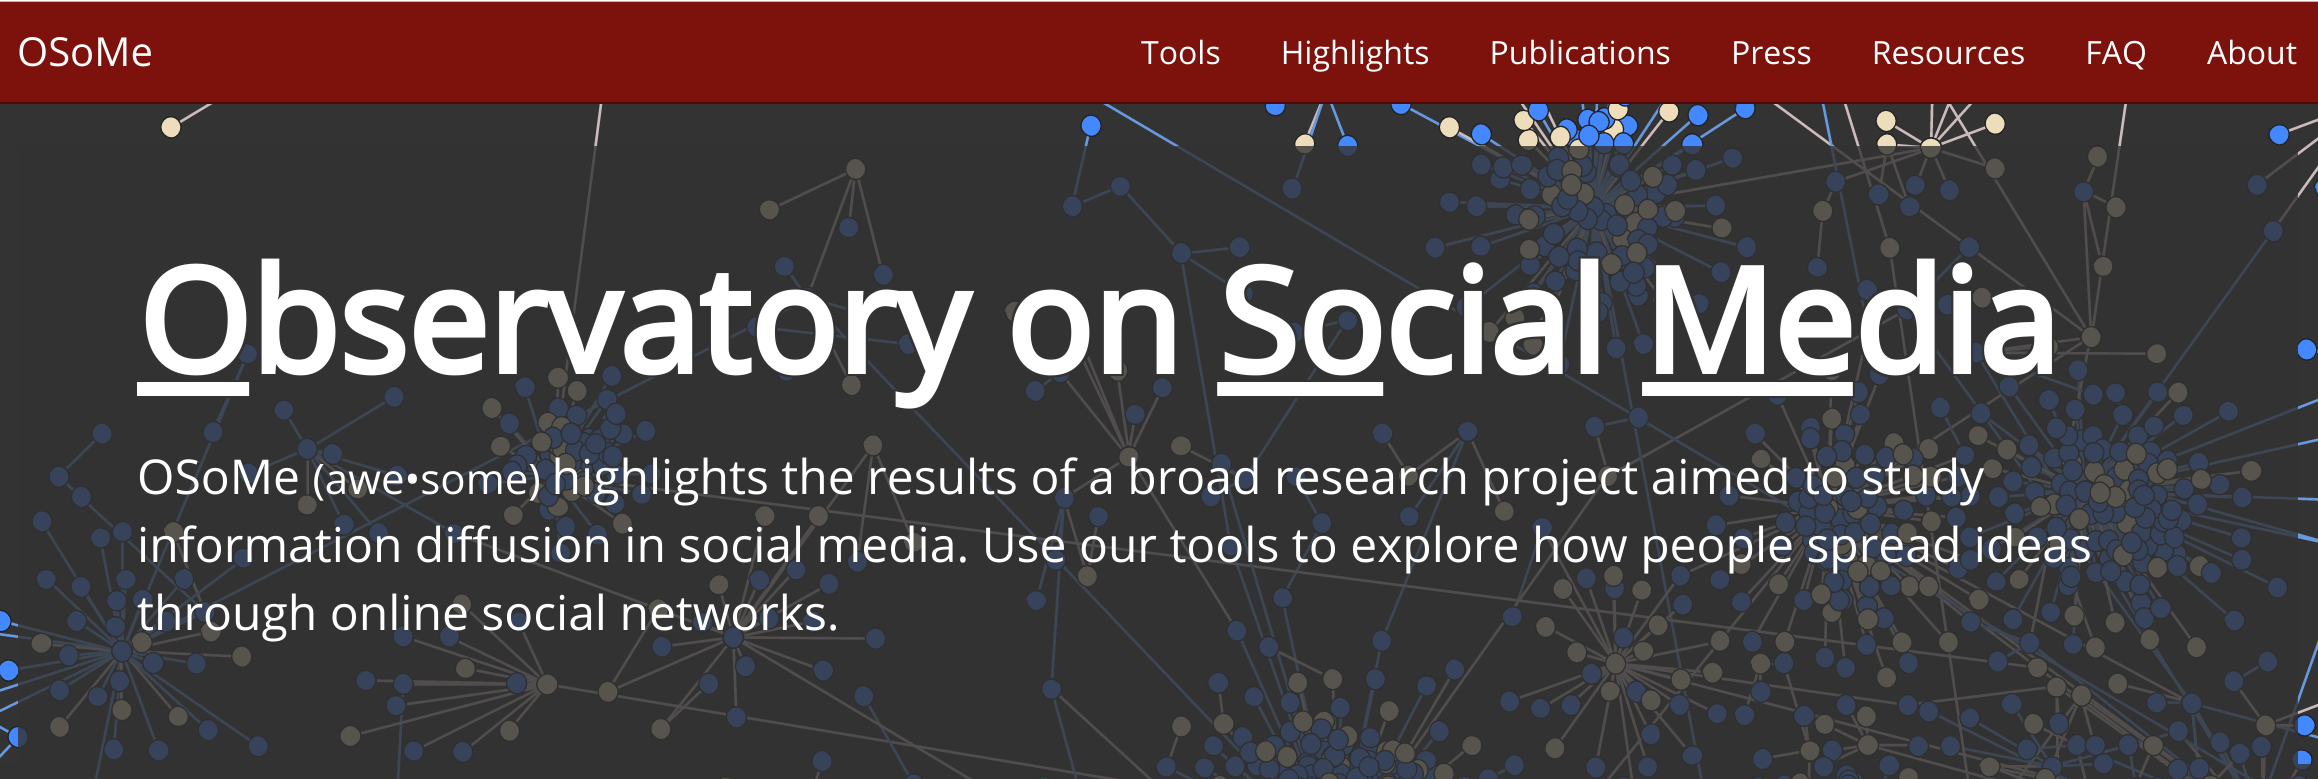 OSoMe Tools Highlights Publications Press Resources FAQ About
Observatory on Social Media
OSoMe (awe•some) highlights the results of a broad research project aimed to study
information diffusion in social media. Use our tools to explore how people spread ideas
through online social networks.